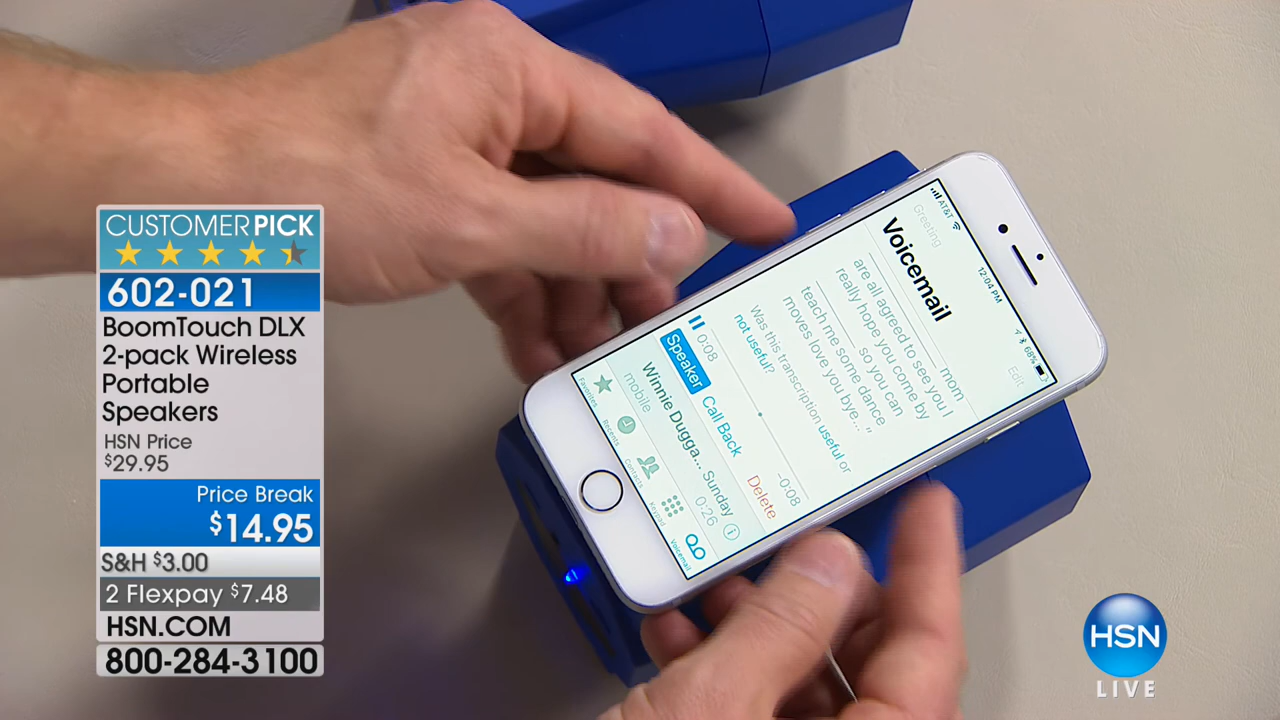 CUSTOMERPICK
602-021
BoomTouch DLX
2-pack Wireless
Portable
Speakers
HSN Price
$29.95
Price Break
$14.95
S&H $3.00
2 Flexpay $7.48
HSN.COM
800-284-3100
AT&T
12:04 PM
68%
Greeting
Edit
Voicemail
mom
are all agreed to see you I
really hope you come by
so you can
teach me some dance
moves love you bye..."
Was this transcription useful or
not useful?
0:08
-0:08
Speaker
Call Back
Delete
Winnie Dugga...
Sunday
mobile
0:26
Favorites
Recents
Contacts
Keypad
Voicemail
HSN
LIVE